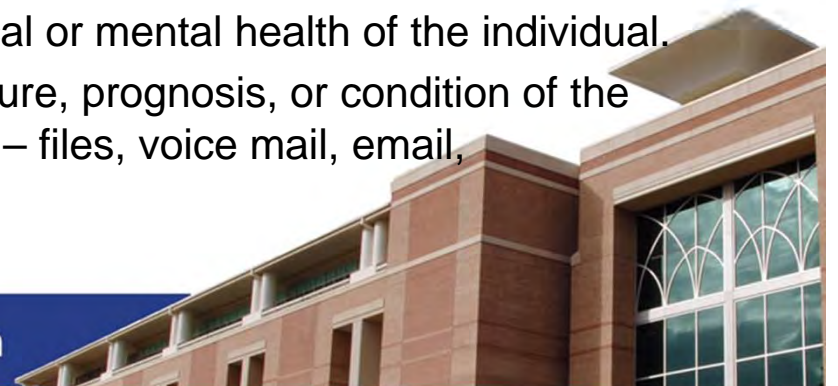 al or mental health of the individual.
ure, prognosis, or condition of the
– files, voice mail, email,